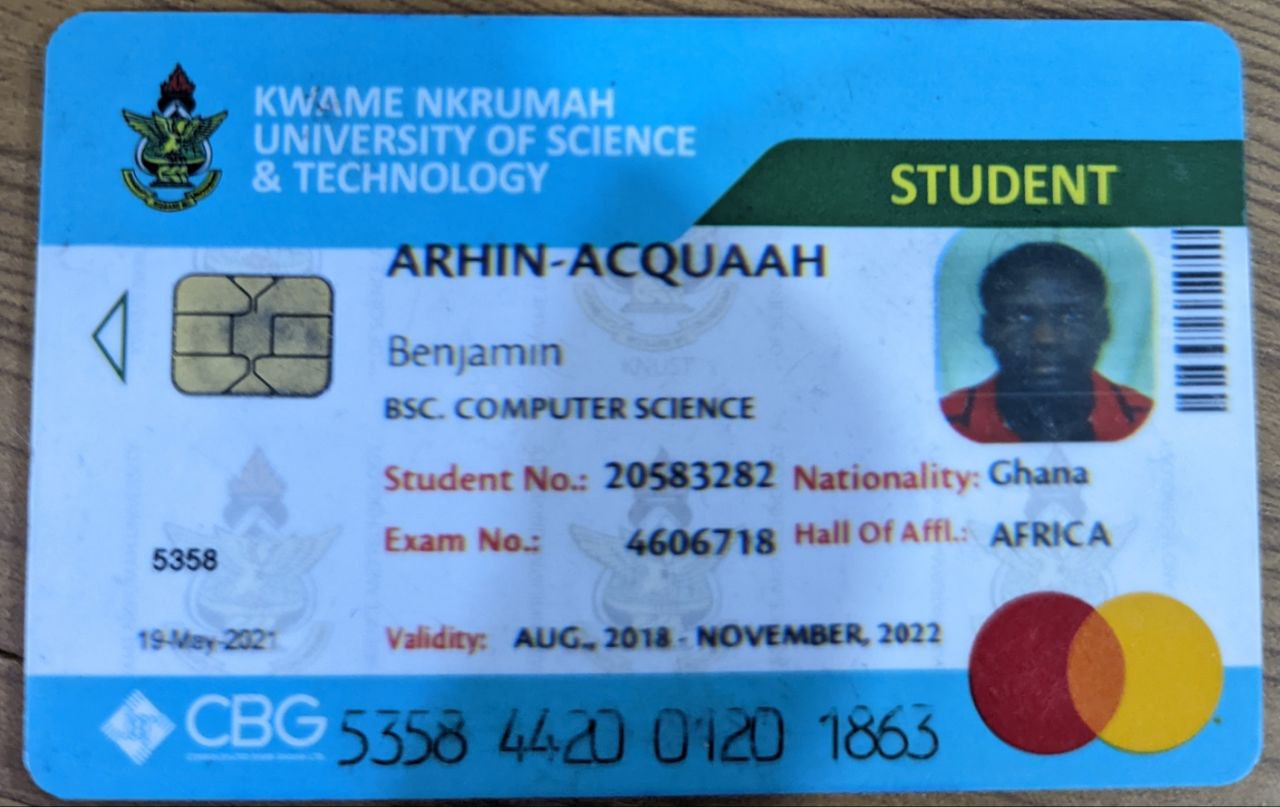 KWAME NKRUMAH
UNIVERSITY OF SCIENCE
& TECHNOLOGY
STUDENT
ARHIN-ACQUAAH
Benjamin
BSC. COMPUTER SCIENCE
Student No.: 20583282 Nationality: Ghana
Exam No.: 4606718 Hall Of Affl.: AFRICA
5358
19-May-2021
Validity: AUG., 2018 - NOVEMBER, 2022
CBG
5358 4420 0120 1863
KNUST